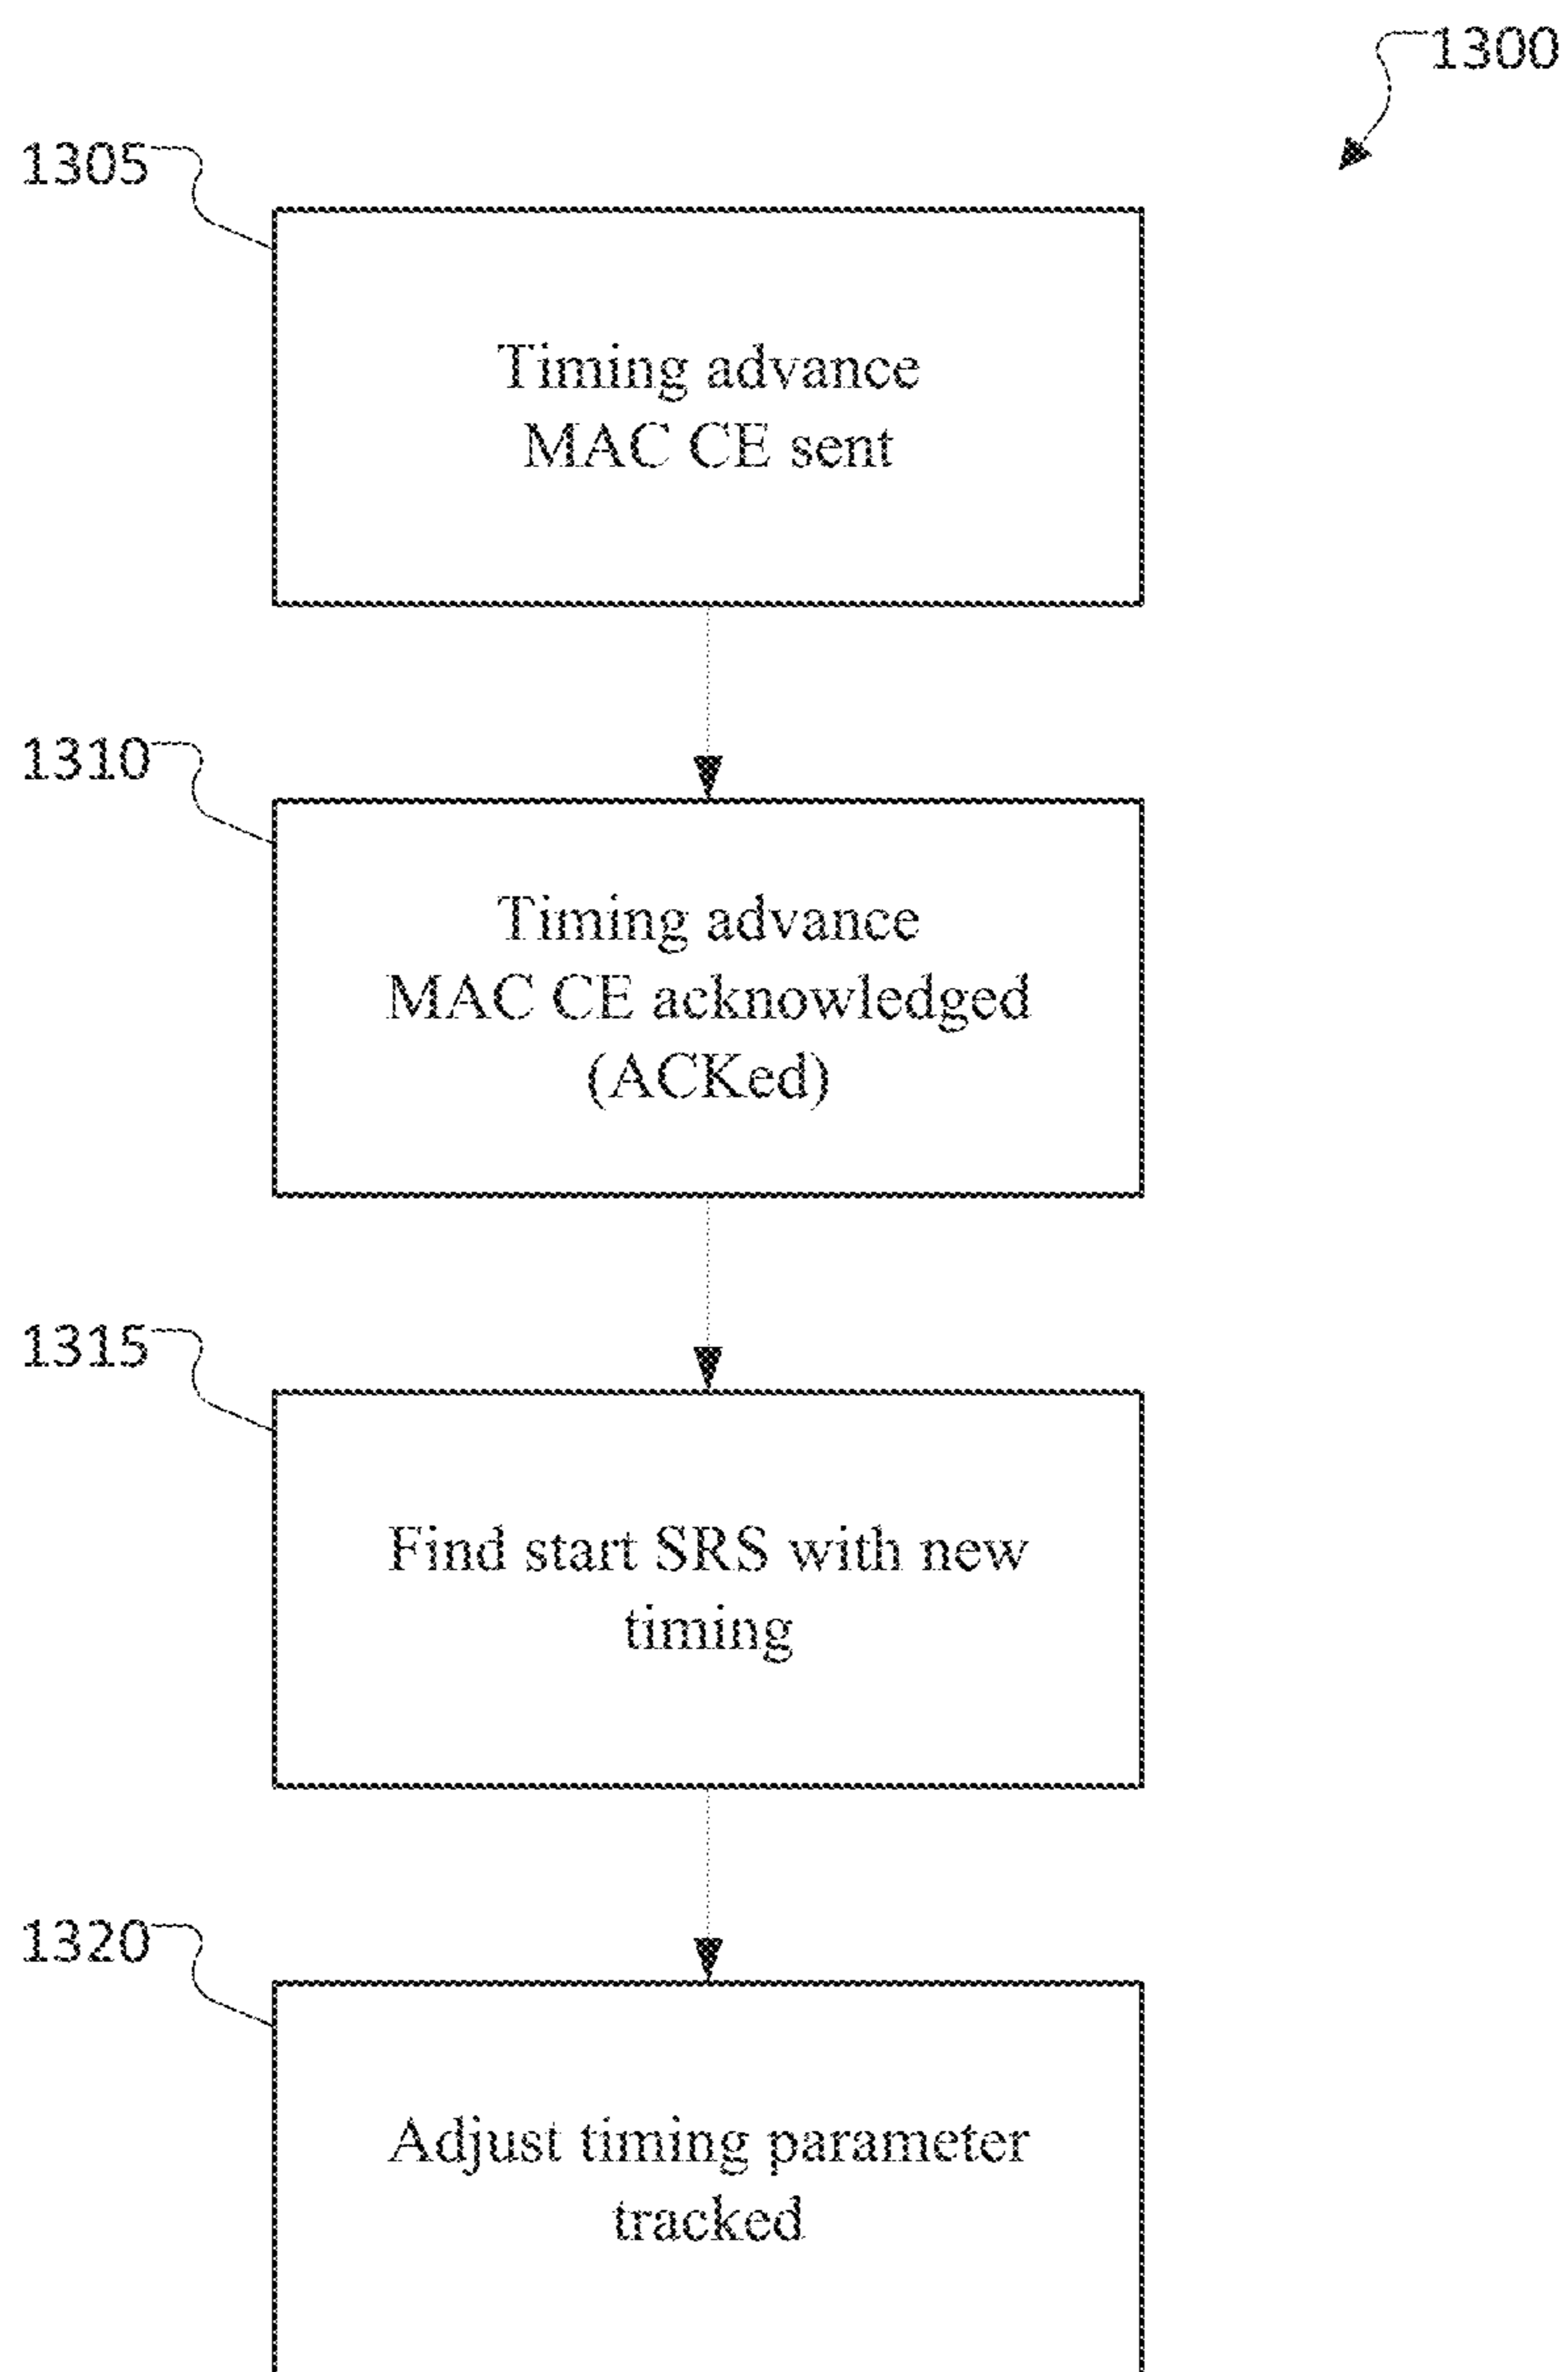 1300
1305
Timing advance
MAC CE sent
1310
Timing advance
MAC CE acknowledged
(ACKed)
1315
Find start SRS with new
timing
1320
Adjust timing parameter
tracked